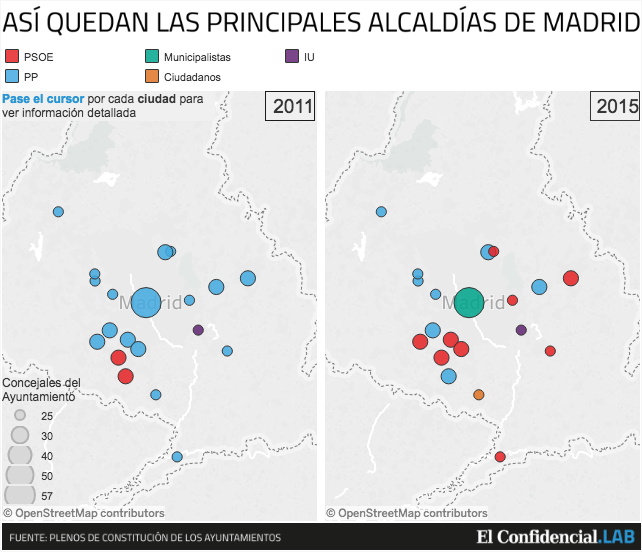 ASÍ QUEDAN LAS PRINCIPALES ALCALDÍAS DE MADRID
PSOE
Municipalistas
IU
PP
Ciudadanos
Pase el cursor por cada ciudad para
ver información detallada
2011
2015
Madrid
Madrid
Concejales del
Ayuntamiento
25
30
40
50
57
© OpenStreetMap contributors
© OpenStreetMap contributors
FUENTE: PLENOS DE CONSTITUCIÓN DE LOS AYUNTAMIENTOS
El Confidencial.LAB